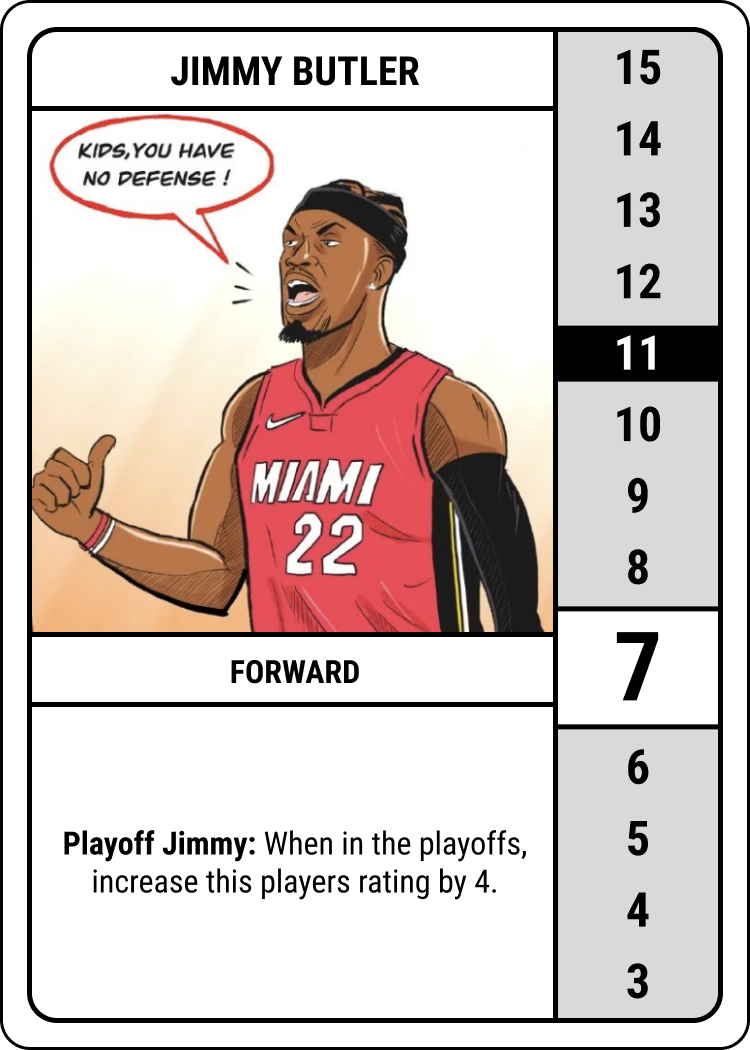 JIMMY BUTLER
KIDS,YOU HAVE
NO DEFENSE !
MIAMI
22
FORWARD
Playoff Jimmy: When in the playoffs,
increase this players rating by 4.
15
14
13
12
11
10
9
8
7
6
5
4
3